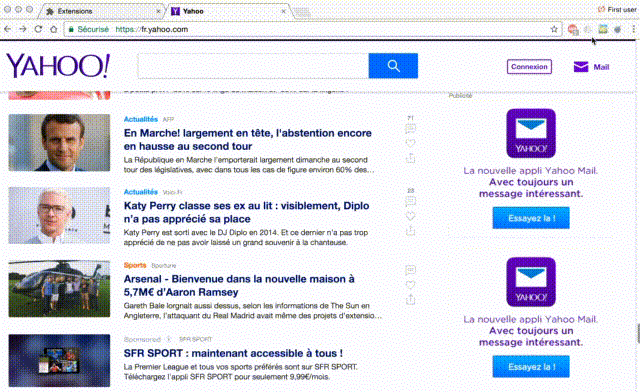 Extensions
Yahoo
First user
Sécurisé
https://fr.yahoo.com
YAHOO!
Connexion
Mail
Publicité
Actualités AFP
71
En Marche! largement en tête, l'abstention encore
en hausse au second tour
La République en Marche l'emporterait largement dimanche au second
tour des législatives, avec dans tous les cas de figure environ 60% des...
Actualités Voici.Fr
23
Katy Perry classe ses ex au lit : visiblement, Diplo
n'a pas apprécié sa place
Katy Perry est sorti avec le DJ Diplo en 2014. Et ce dernier n'a pas trop
apprécié de ne pas avoir laissé un grand souvenir à la chanteuse.
Sports Sportune
Arsenal - Bienvenue dans la nouvelle maison à
5,7M€ d'Aaron Ramsey
Gareth Bale lorgnait aussi dessus, selon les informations de The Sun en
Angleterre, l'attaquant du Real Madrid avait même des projets d'extensio...
Sponsored SFR SPORT
SFR SPORT : maintenant accessible à tous !
La Premier League et tous vos sports préférés sont sur SFR SPORT.
Téléchargez l'appli SFR SPORT pour seulement 9,99€/mois.
YAHOO!
La nouvelle appli Yahoo Mail.
Avec toujours un
message intéressant.
Essayez la !
YAHOO!
La nouvelle appli Yahoo Mail.
Avec toujours un
message intéressant.
Essayez la !